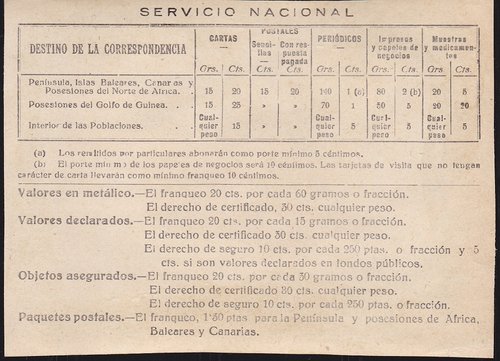 SERVICIO NACIONAL
DESTINO DE LA CORRESPONDENCIA
CARTAS
POSTALES
PERIÓDICOS
Impresos y papeles de negocios
Muestras y medicamentos
Sencillas
Con respuesta pagada
Grs. Cts. Cts. Cts. Grs. Cts. Grs. Cts. Grs. Cts.
Península, Islas Baleares, Canarias y
Posesiones del Norte de Africa. . 15 20 15 20 140 1 (a) 80 2 (b) 20 5
Posesiones del Golfo de Guinea. . 15 25 » » 70 1 50 5 20 20
Interior de las Poblaciones. . . Cualquier peso 15 » » Cualquier peso 5 Cualquier peso 5 Cualquier peso 5
(a) Los remitidos por particulares abonarán como porte mínimo 5 céntimos.
(b) El porte mínimo de los papeles de negocios será 10 céntimos. Las tarjetas de visita que no tengan
carácter de carta llevarán como mínimo franqueo 10 céntimos.
Valores en metálico.—El franqueo 20 cts. por cada 60 gramos o fracción.
El derecho de certificado, 30 cts. cualquier peso.
Valores declarados.—El franqueo 20 cts. por cada 15 gramos o fracción.
El derecho de certificado 30 cts. cualquier peso.
El derecho de seguro 10 cts. por cada 250 ptas. o fracción y 5
cts. si son valores declarados en fondos públicos.
Objetos asegurados.—El franqueo 20 cts. por cada 30 gramos o fracción.
El derecho de certificado 30 cts. cualquier peso.
El derecho de seguro 10 cts. por cada 250 ptas. o fracción.
Paquetes postales.—El franqueo, 1'50 ptas. para la Península y posesiones de Africa,
Baleares y Canarias.